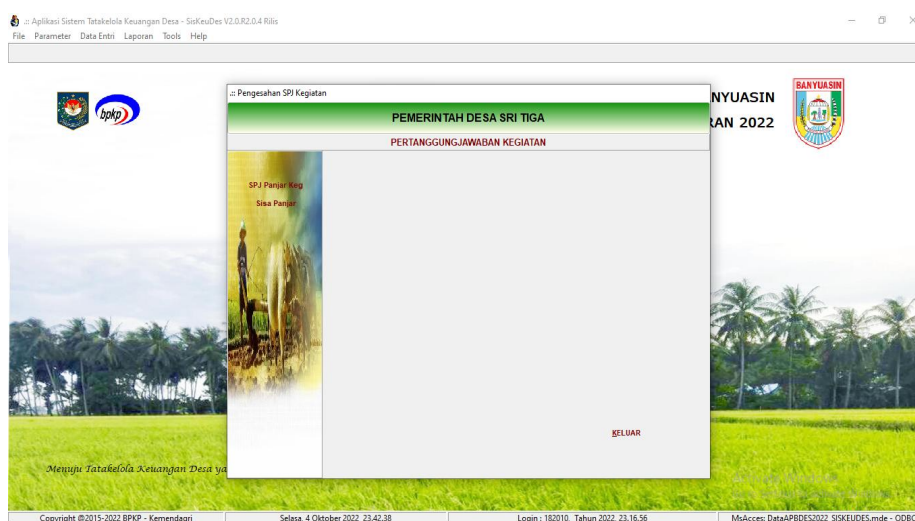 .:: Aplikasi Sistem Tatakelola Keuangan Desa - SisKeuDes V2.0.R2.0.4 Rilis
File Parameter Data Entri Laporan Tools Help
bpkp
.:: Pengesahan SPJ Kegiatan
NYUASIN
BANYUASIN
PEMERINTAH DESA SRI TIGA
RAN 2022
PERTANGGUNGJAWABAN KEGIATAN
SPJ Panjar Keg
Sisa Panjar
KELUAR
Menuju Tatakelola Keuangan Desa ya
Copyright ©2015-2022 BPKP - Kemendagri Selasa, 4 Oktober 2022 23.42.38 Login : 182010, Tahun 2022, 23.16.56 MsAcces: DataAPBDES2022_SISKEUDES.mde - ODBC